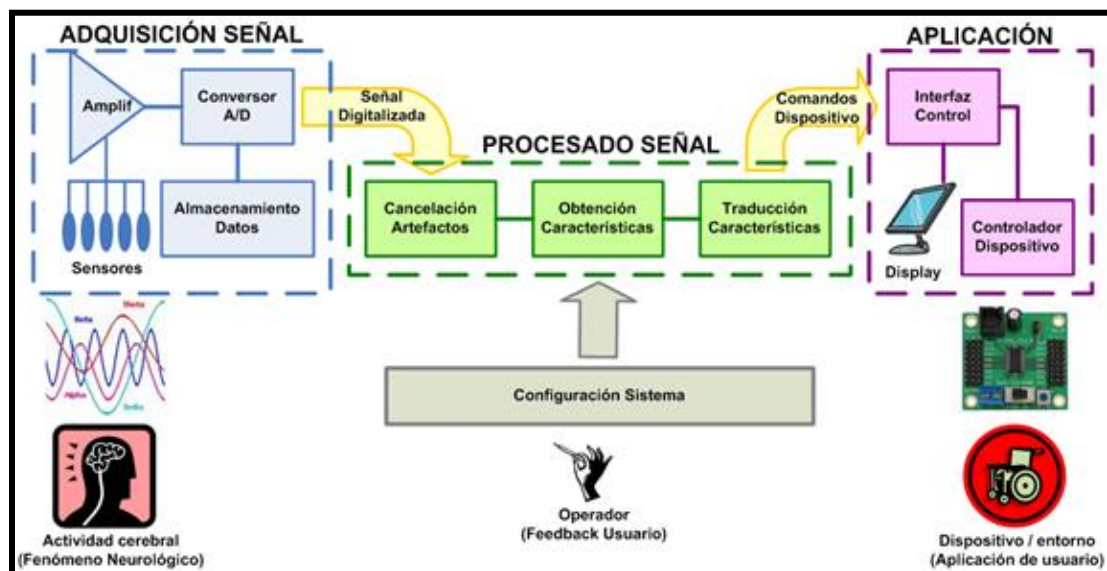 ADQUISICIÓN SEÑAL
Amplif
Conversor
A/D
Almacenamiento
Datos
Sensores
Señal
Digitalizada
PROCESADO SEÑAL
Cancelación
Artefactos
Obtención
Características
Traducción
Características
Comandos
Dispositivo
APLICACIÓN
Interfaz
Control
Display
Controlador
Dispositivo
Configuración Sistema
Alpha
Actividad cerebral
(Fenómeno Neurológico)
Operador
(Feedback Usuario)
Dispositivo / entorno
(Aplicación de usuario)